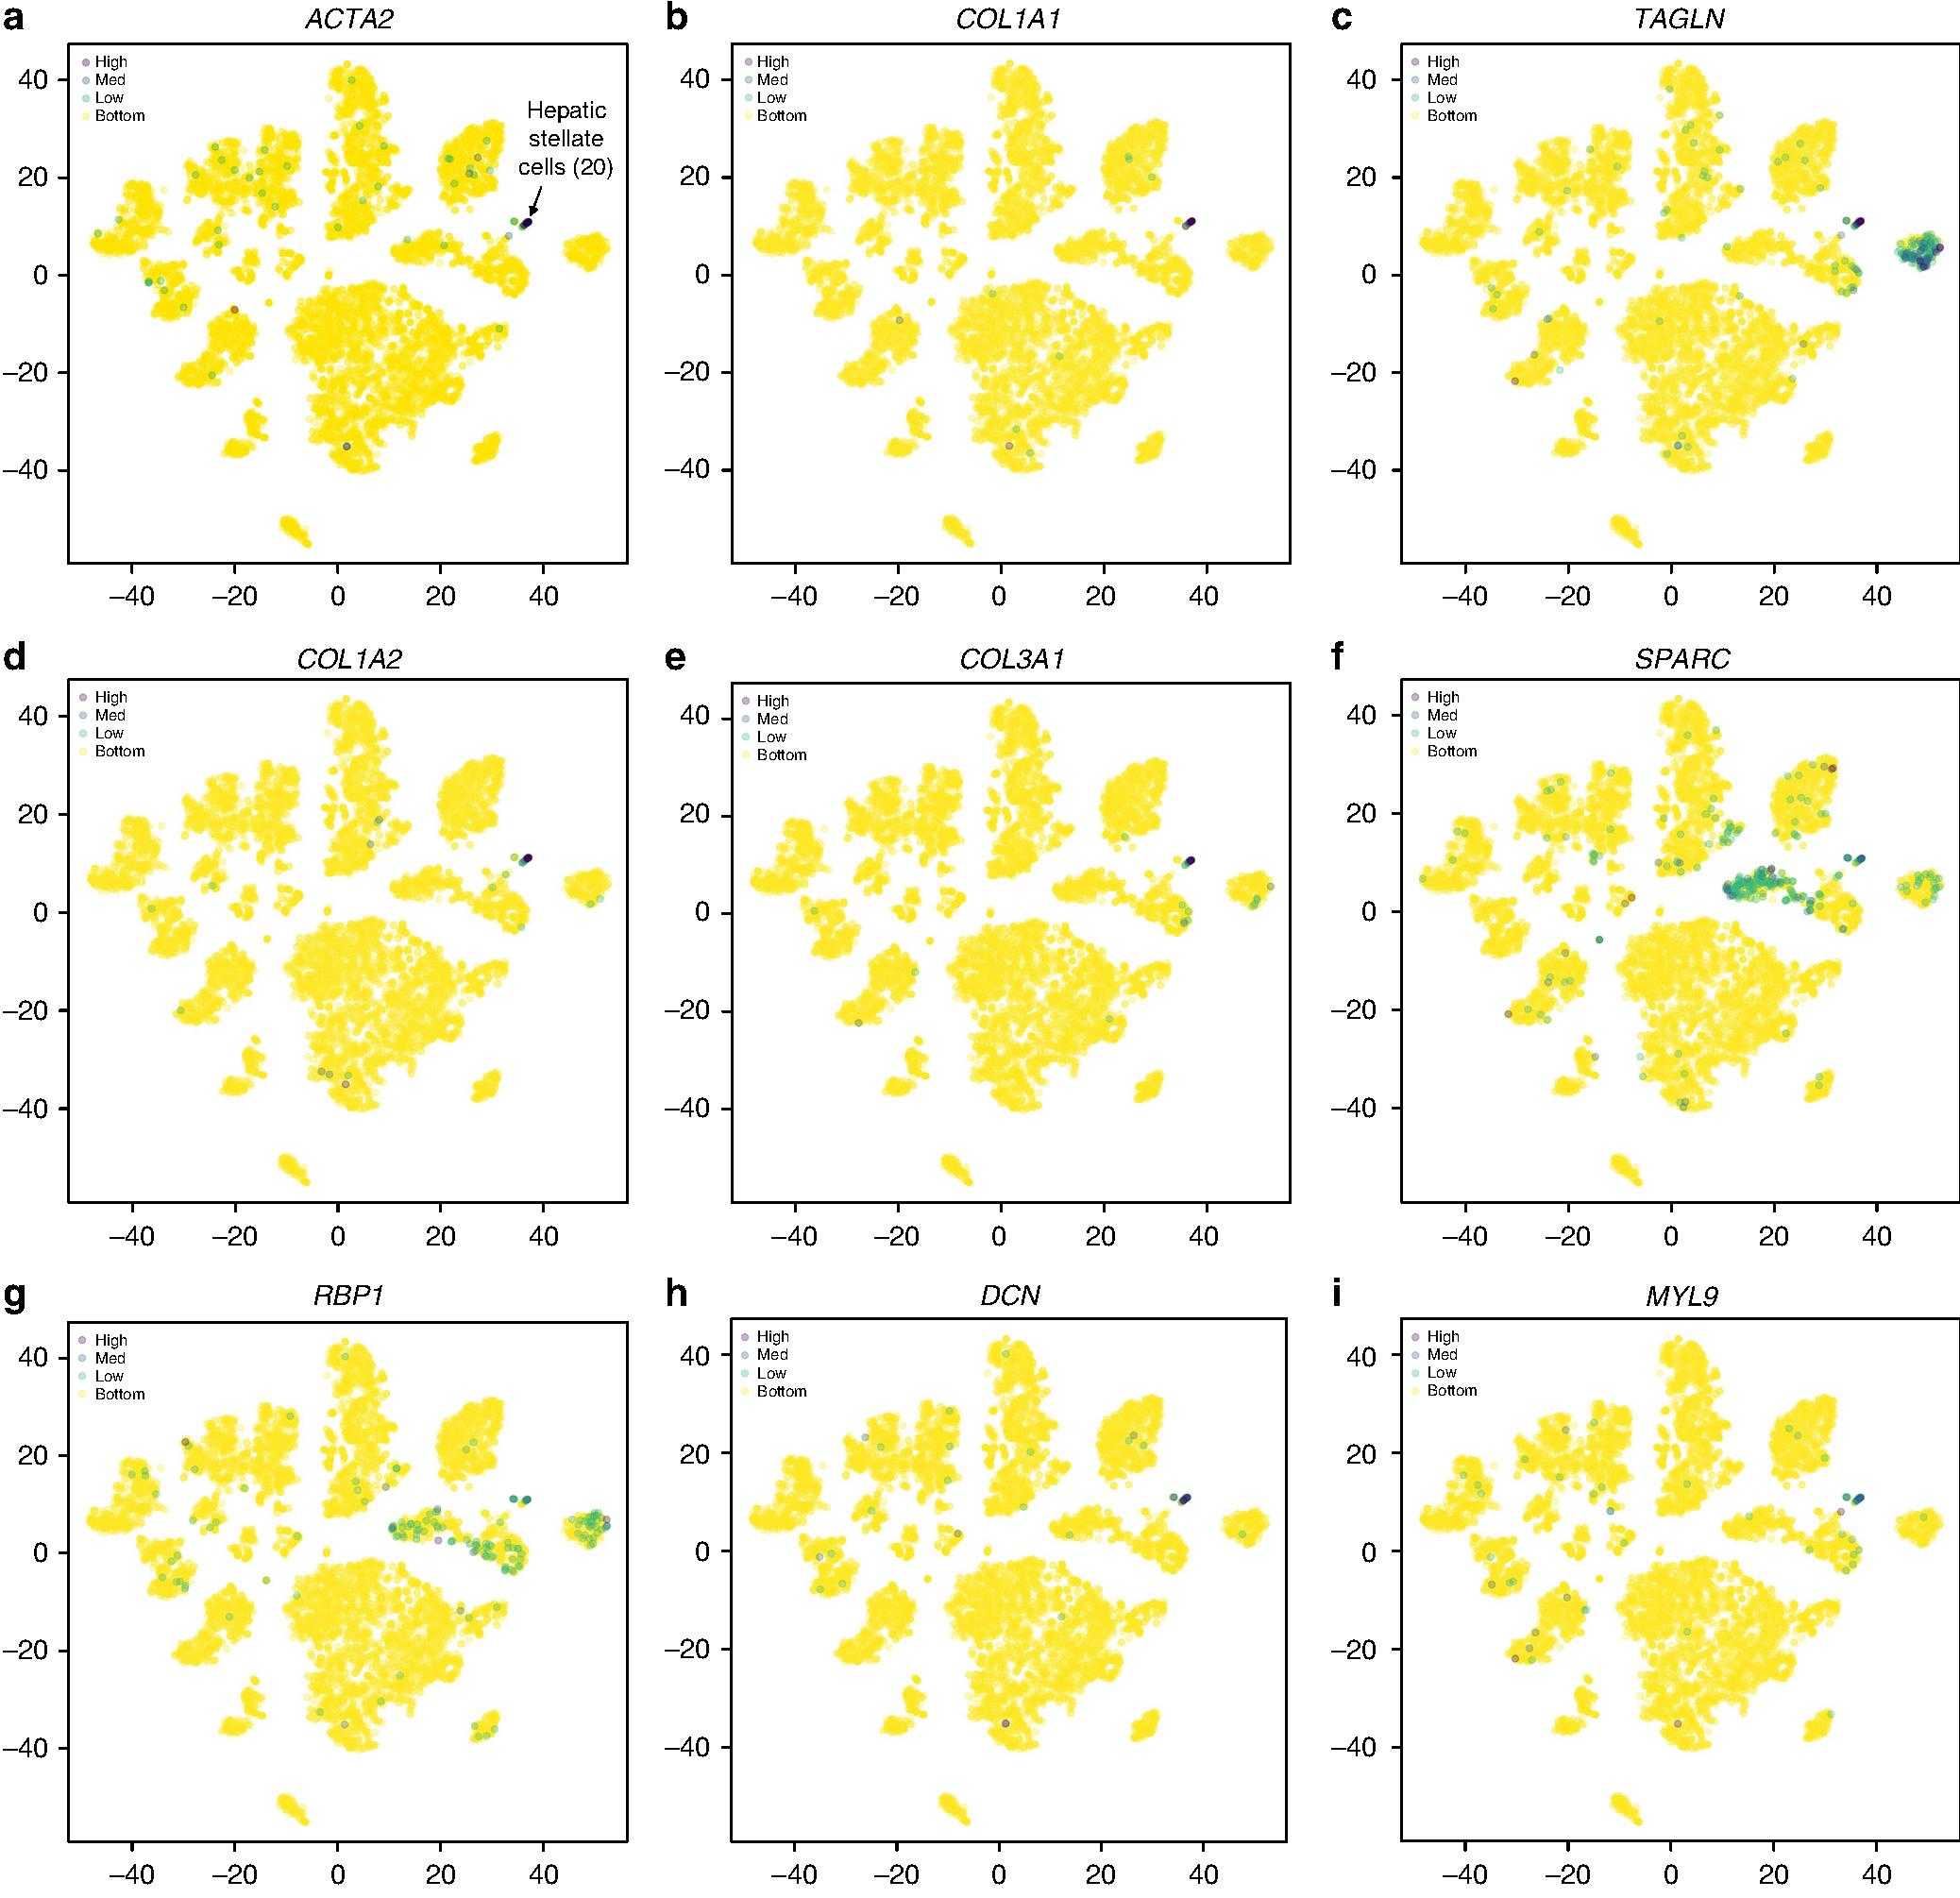 a ACTA2
High
Med
Low
Bottom
Hepatic
stellate
cells (20)
40
20
0
−20
−40
−40 −20 0 20 40
b COL1A1
High
Med
Low
Bottom
40
20
0
−20
−40
−40 −20 0 20 40
c TAGLN
High
Med
Low
Bottom
40
20
0
−20
−40
−40 −20 0 20 40
d COL1A2
High
Med
Low
Bottom
40
20
0
−20
−40
−40 −20 0 20 40
e COL3A1
High
Med
Low
Bottom
40
20
0
−20
−40
−40 −20 0 20 40
f SPARC
High
Med
Low
Bottom
40
20
0
−20
−40
−40 −20 0 20 40
g RBP1
High
Med
Low
Bottom
40
20
0
−20
−40
−40 −20 0 20 40
h DCN
High
Med
Low
Bottom
40
20
0
−20
−40
−40 −20 0 20 40
i MYL9
High
Med
Low
Bottom
40
20
0
−20
−40
−40 −20 0 20 40